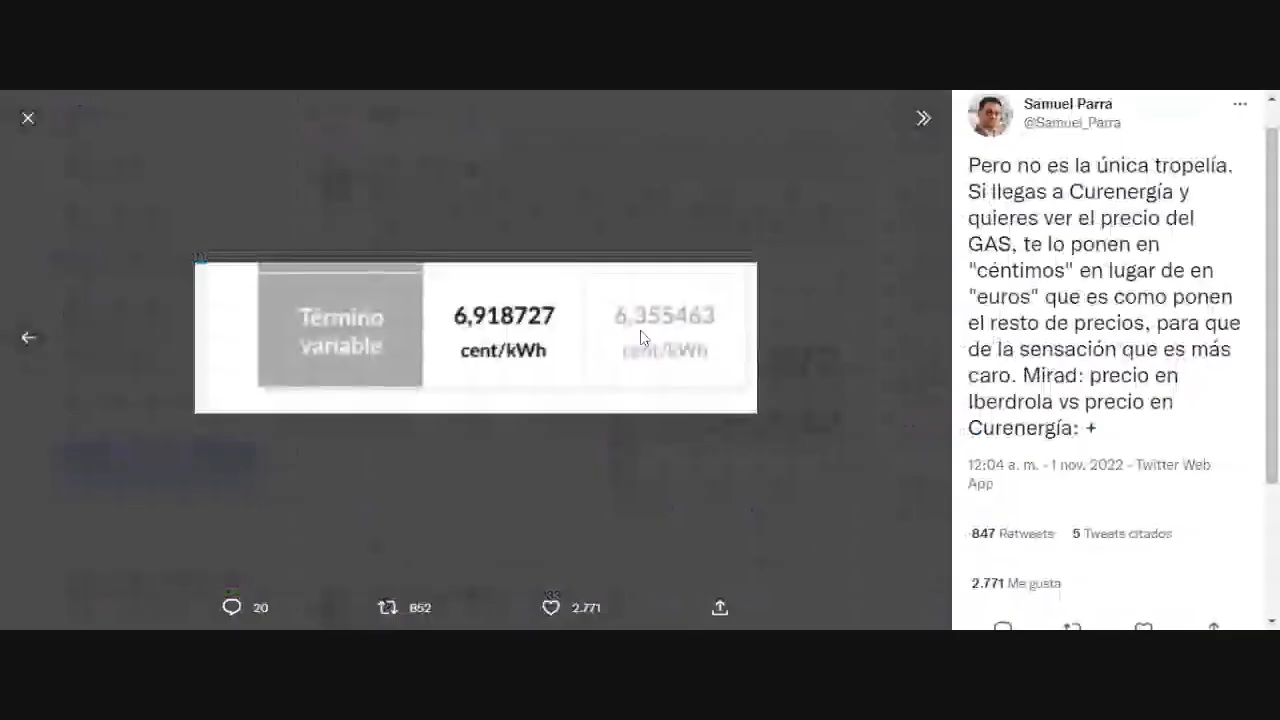 Término
variable
6,918727
cent/kWh
6,355463
cent/kWh
20
852
2.771
Samuel Parra
@Samuel_Parra
Pero no es la única tropelía.
Si llegas a Curenergía y
quieres ver el precio del
GAS, te lo ponen en
"céntimos" en lugar de en
"euros" que es como ponen
el resto de precios, para que
de la sensación que es más
caro. Mirad: precio en
Iberdrola vs precio en
Curenergía: +
12:04 a. m. · 1 nov. 2022 · Twitter Web
App
847 Retweets 5 Tweets citados
2.771 Me gusta